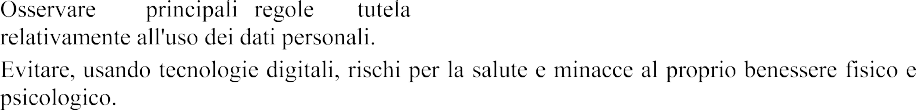 Osservare principali regole tutela
relativamente all'uso dei dati personali.
Evitare, usando tecnologie digitali, rischi per la salute e minacce al proprio benessere fisico e
psicologico.